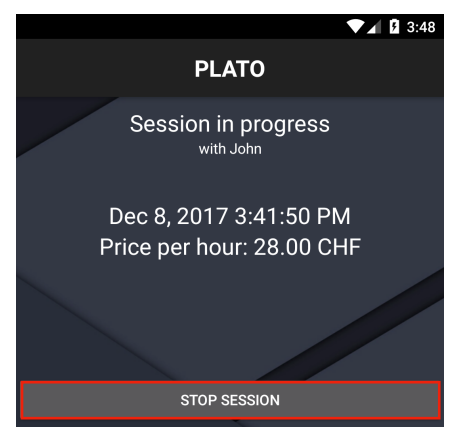 3:48
PLATO
Session in progress
with John
Dec 8, 2017 3:41:50 PM
Price per hour: 28.00 CHF
STOP SESSION